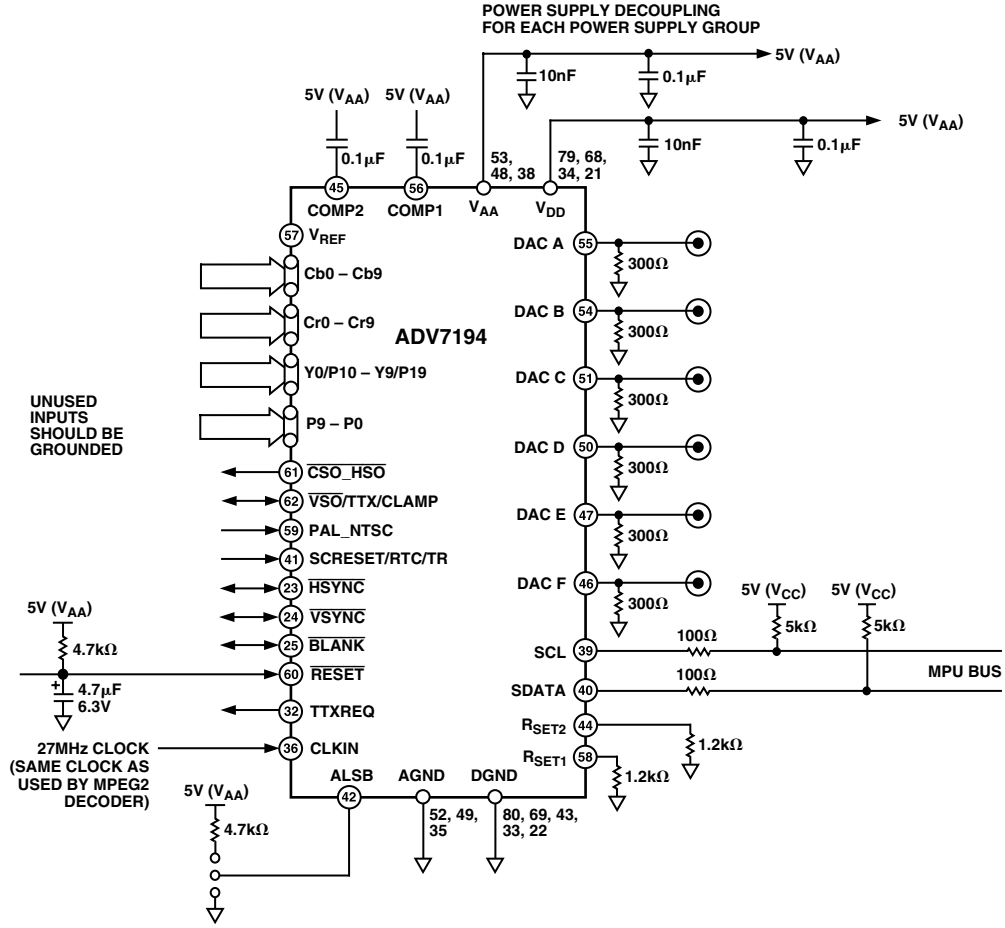 POWER SUPPLY DECOUPLING
FOR EACH POWER SUPPLY GROUP
5V (VAA)
10nF
0.1µF
5V (VAA)
10nF
0.1µF
5V (VAA)
5V (VAA)
0.1µF
0.1µF
53,
48, 38
79, 68,
34, 21
45
56
COMP2
COMP1
VAA
VDD
57
VREF
Cb0 – Cb9
Cr0 – Cr9
Y0/P10 – Y9/P19
P9 – P0
ADV7194
UNUSED
INPUTS
SHOULD BE
GROUNDED
61
CSO_HSO
62
VSO/TTX/CLAMP
59
PAL_NTSC
41
SCRESET/RTC/TR
23
HSYNC
24
VSYNC
25
BLANK
60
RESET
32
TTXREQ
36
CLKIN
5V (VAA)
4.7kΩ
+
4.7µF
6.3V
27MHz CLOCK
(SAME CLOCK AS
USED BY MPEG2
DECODER)
5V (VAA)
4.7kΩ
ALSB
42
AGND
52, 49,
35
DGND
80, 69, 43,
33, 22
DAC A
55
300Ω
DAC B
54
300Ω
DAC C
51
300Ω
DAC D
50
300Ω
DAC E
47
300Ω
DAC F
46
300Ω
5V (VCC)
5V (VCC)
5kΩ
5kΩ
SCL
39
100Ω
SDATA
40
100Ω
MPU BUS
RSET2
44
1.2kΩ
RSET1
58
1.2kΩ